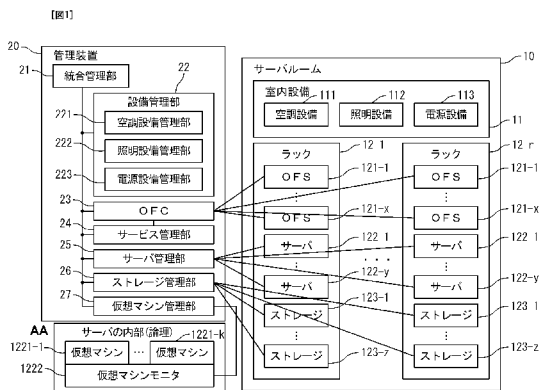 【図1】
20
管理装置
21
統合管理部
22
設備管理部
221
空調設備管理部
222
照明設備管理部
223
電源設備管理部
23
OFC
24
サービス管理部
25
サーバ管理部
26
ストレージ管理部
27
仮想マシン管理部
AA
サーバの内部(論理)
1221-1
1221-k
仮想マシン
…
仮想マシン
1222
仮想マシンモニタ
10
サーバルーム
室内設備
111
112
113
空調設備
照明設備
電源設備
11
12 1
ラック
121-1
OFS
⋮
121-x
OFS
122 1
サーバ
⋮
122-y
サーバ
123-1
ストレージ
⋮
123-z
ストレージ
・・・
12 r
ラック
121-1
OFS
⋮
121-x
OFS
122 1
サーバ
⋮
122-y
サーバ
123 1
ストレージ
⋮
123-z
ストレージ